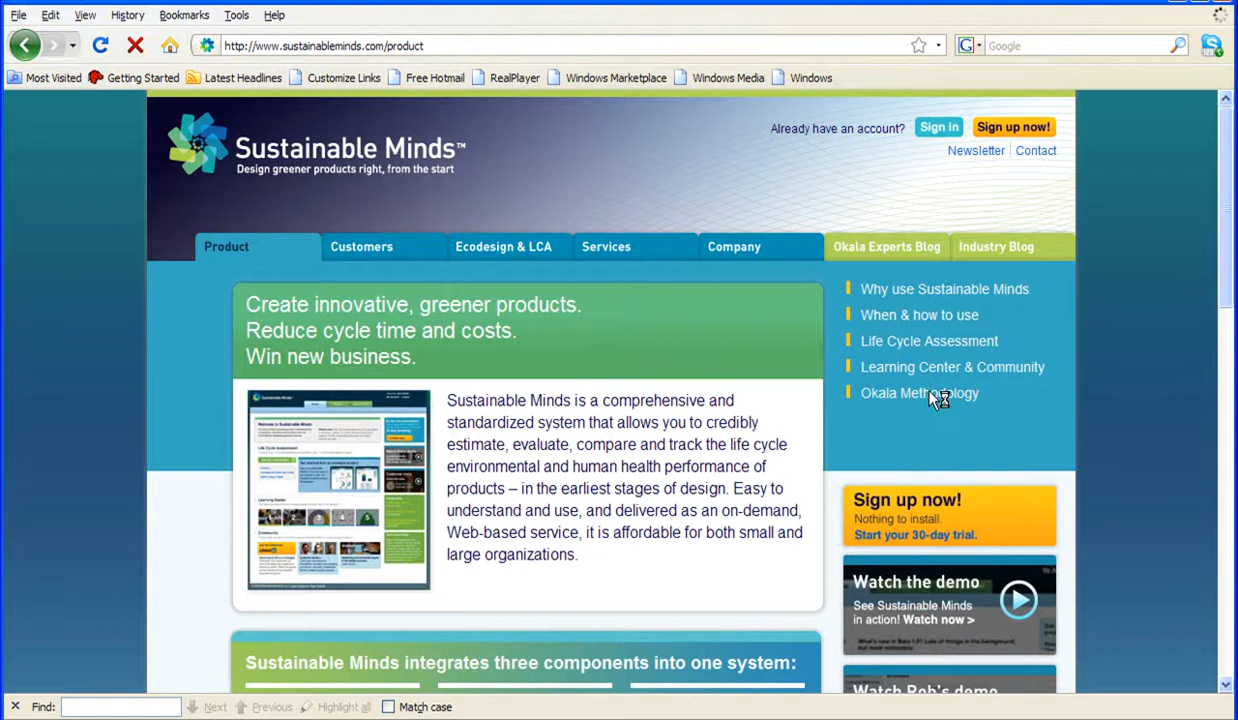 File Edit View History Bookmarks Tools Help
http://www.sustainableminds.com/product
Google
Most Visited Getting Started Latest Headlines Customize Links Free Hotmail RealPlayer Windows Marketplace Windows Media Windows
Already have an account? Sign in Sign up now!
Newsletter Contact
Sustainable Minds™
Design greener products right, from the start
Product Customers Ecodesign & LCA Services Company Okala Experts Blog Industry Blog
Create innovative, greener products.
Reduce cycle time and costs.
Win new business.
Sustainable Minds is a comprehensive and
standardized system that allows you to credibly
estimate, evaluate, compare and track the life cycle
environmental and human health performance of
products – in the earliest stages of design. Easy to
understand and use, and delivered as an on-demand,
Web-based service, it is affordable for both small and
large organizations.
Why use Sustainable Minds
When & how to use
Life Cycle Assessment
Learning Center & Community
Okala Methodology
Sign up now!
Nothing to install.
Start your 30-day trial.
Watch the demo
See Sustainable Minds
in action! Watch now >
Watch Rob's demo
Sustainable Minds integrates three components into one system:
Find: Next Previous Highlight all Match case